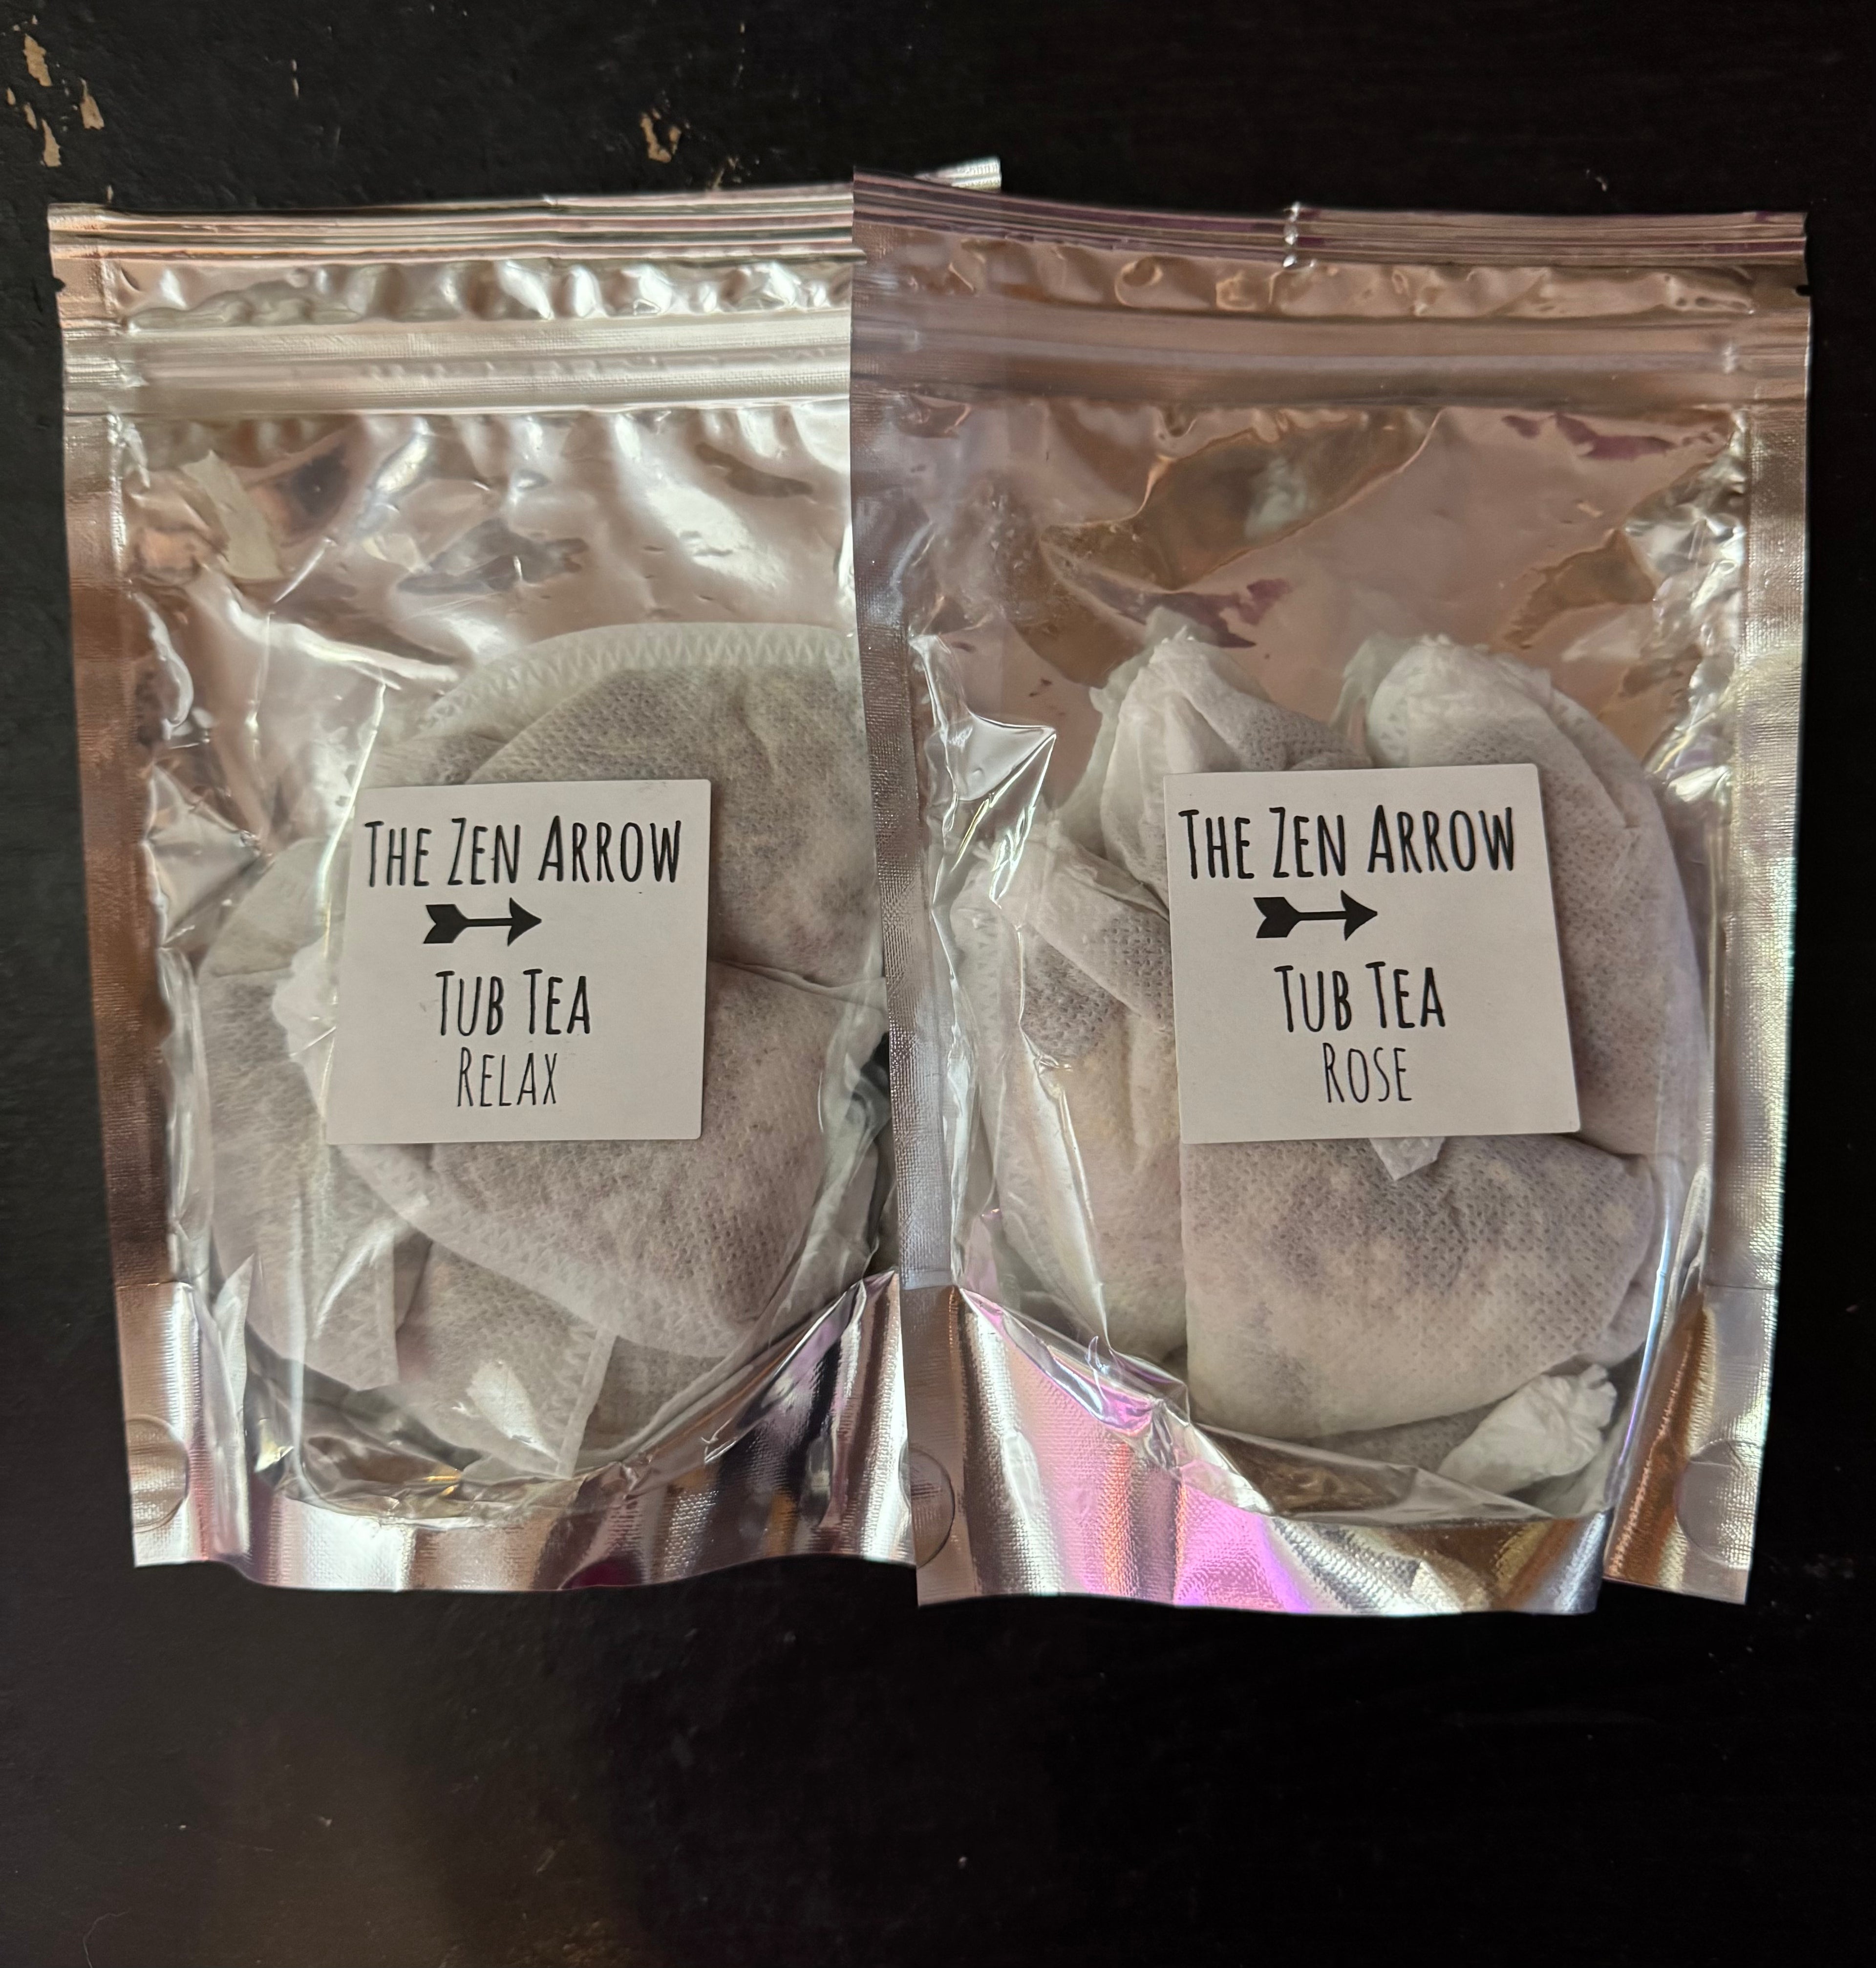 THE ZEN ARROW
TUB TEA
RELAX
THE ZEN ARROW
TUB TEA
ROSE